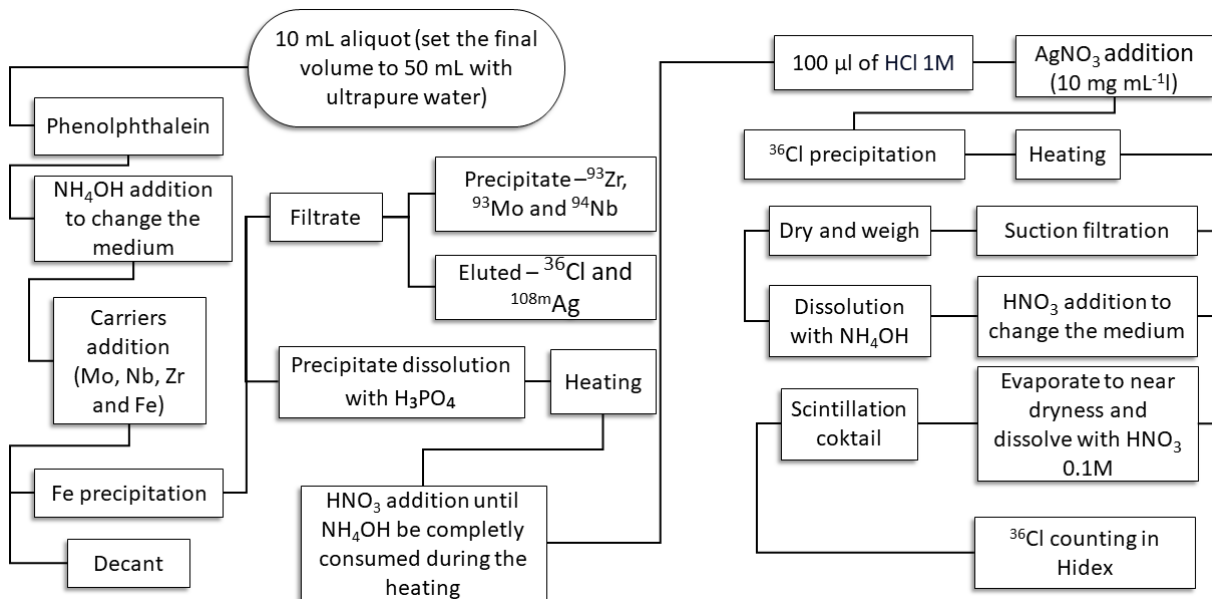 10 mL aliquot (set the final
volume to 50 mL with
ultrapure water)
Phenolphthalein
NH₄OH addition
to change the
medium
Carriers
addition
(Mo, Nb, Zr
and Fe)
Fe precipitation
Decant
Filtrate
Precipitate –⁹³Zr,
⁹³Mo and ⁹⁴Nb
Eluted – ³⁶Cl and
¹⁰⁸ᵐAg
Precipitate dissolution
with H₃PO₄
Heating
HNO₃ addition until
NH₄OH be completly
consumed during the
heating
100 µl of HCl 1M
AgNO₃ addition
(10 mg mL⁻¹l)
³⁶Cl precipitation
Heating
Dry and weigh
Suction filtration
Dissolution
with NH₄OH
HNO₃ addition to
change the medium
Scintillation
coktail
Evaporate to near
dryness and
dissolve with HNO₃
0.1M
³⁶Cl counting in
Hidex